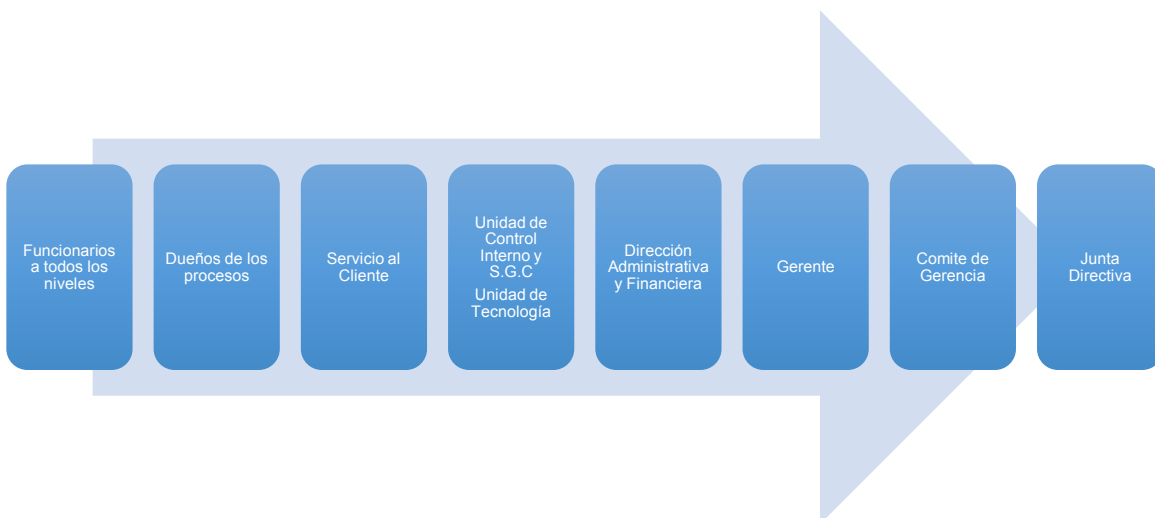 Funcionarios
a todos los
niveles
Dueños de los
procesos
Servicio al
Cliente
Unidad de
Control
Interno y
S.G.C
Unidad de
Tecnología
Dirección
Administrativa
y Financiera
Gerente
Comite de
Gerencia
Junta
Directiva